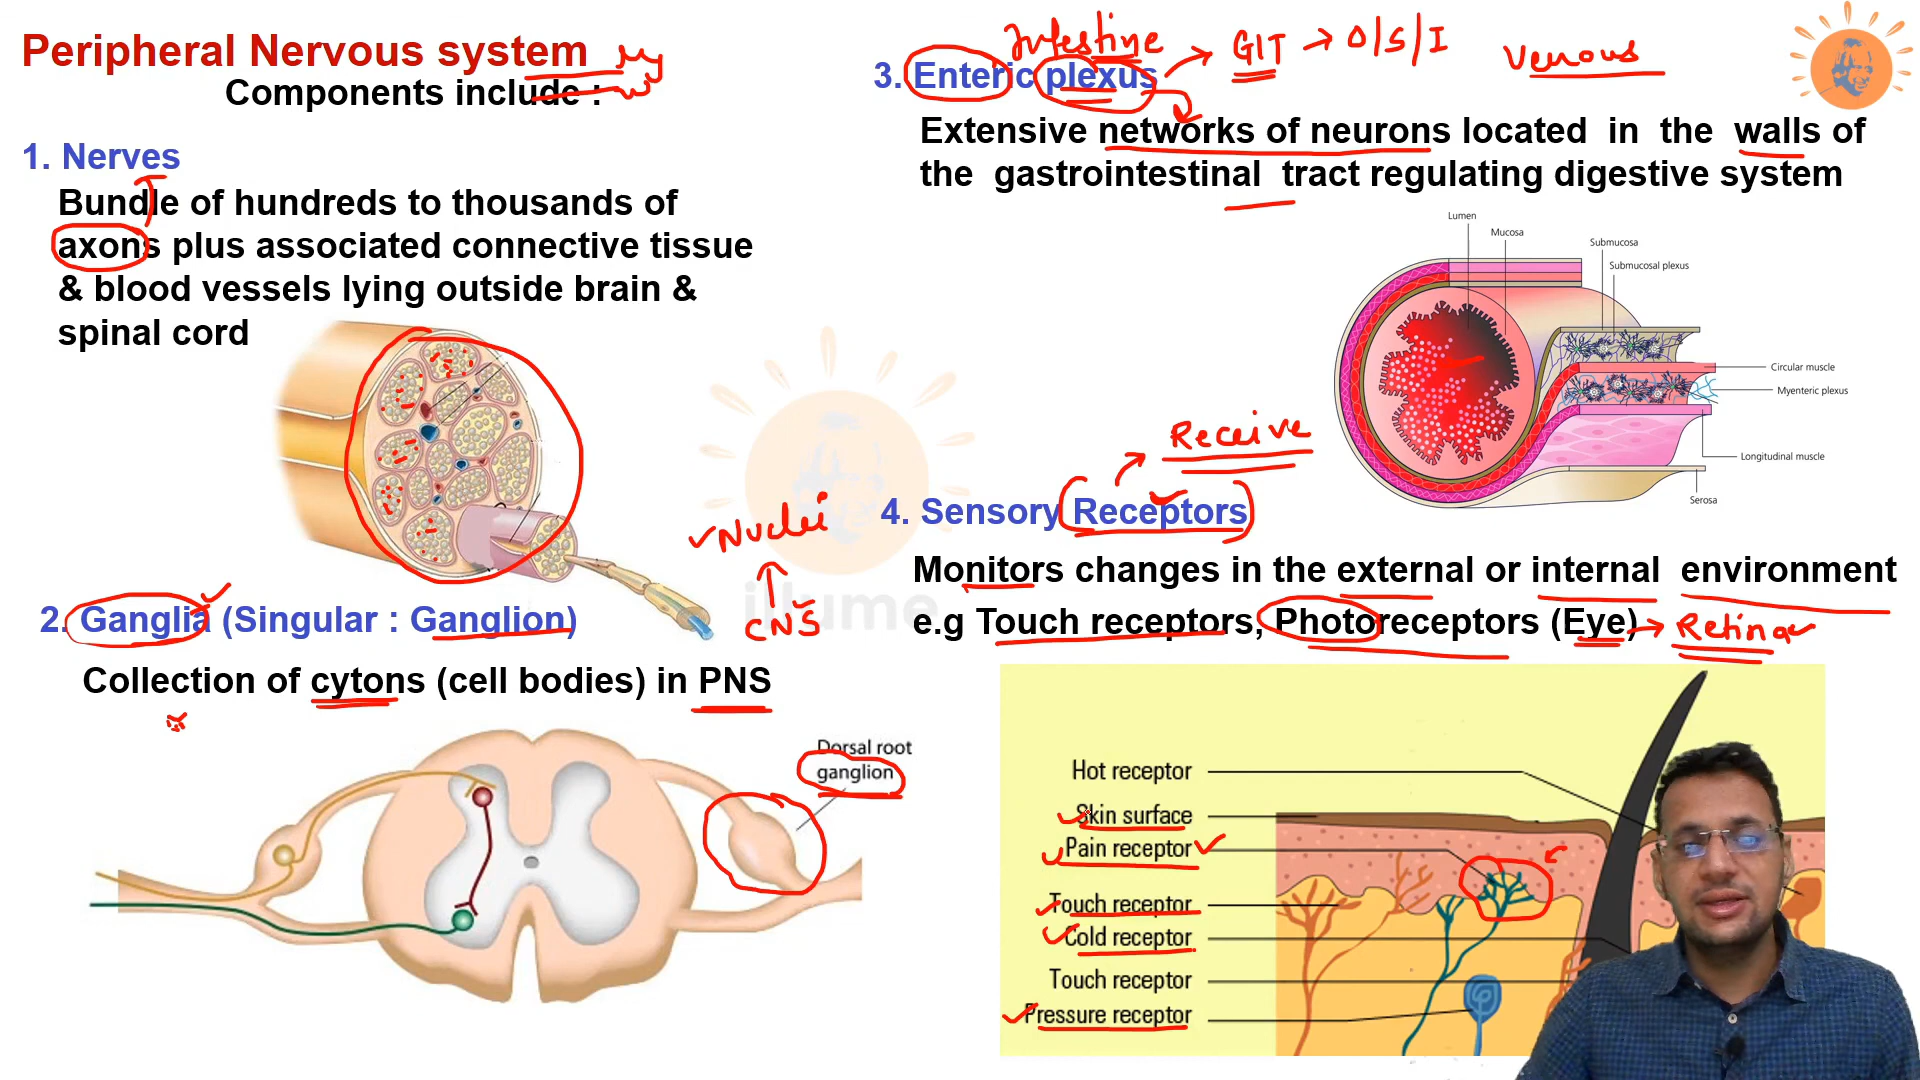 Peripheral Nervous system
Components include :
1. Nerves
Bundle of hundreds to thousands of
axons plus associated connective tissue
& blood vessels lying outside brain &
spinal cord
Nuclei
CNS
2. Ganglia (Singular : Ganglion)
Collection of cytons (cell bodies) in PNS
Dorsal root
ganglion
Intestine
GIT → O/S/I
Venous
3. Enteric plexus
Extensive networks of neurons located in the walls of
the gastrointestinal tract regulating digestive system
Lumen
Mucosa
Submucosa
Submucosal plexus
Circular muscle
Myenteric plexus
Longitudinal muscle
Serosa
Receive
4. Sensory Receptors
Monitors changes in the external or internal environment
e.g Touch receptors, Photoreceptors (Eye) → Retina
Hot receptor
Skin surface
Pain receptor
Touch receptor
Cold receptor
Touch receptor
Pressure receptor
illume